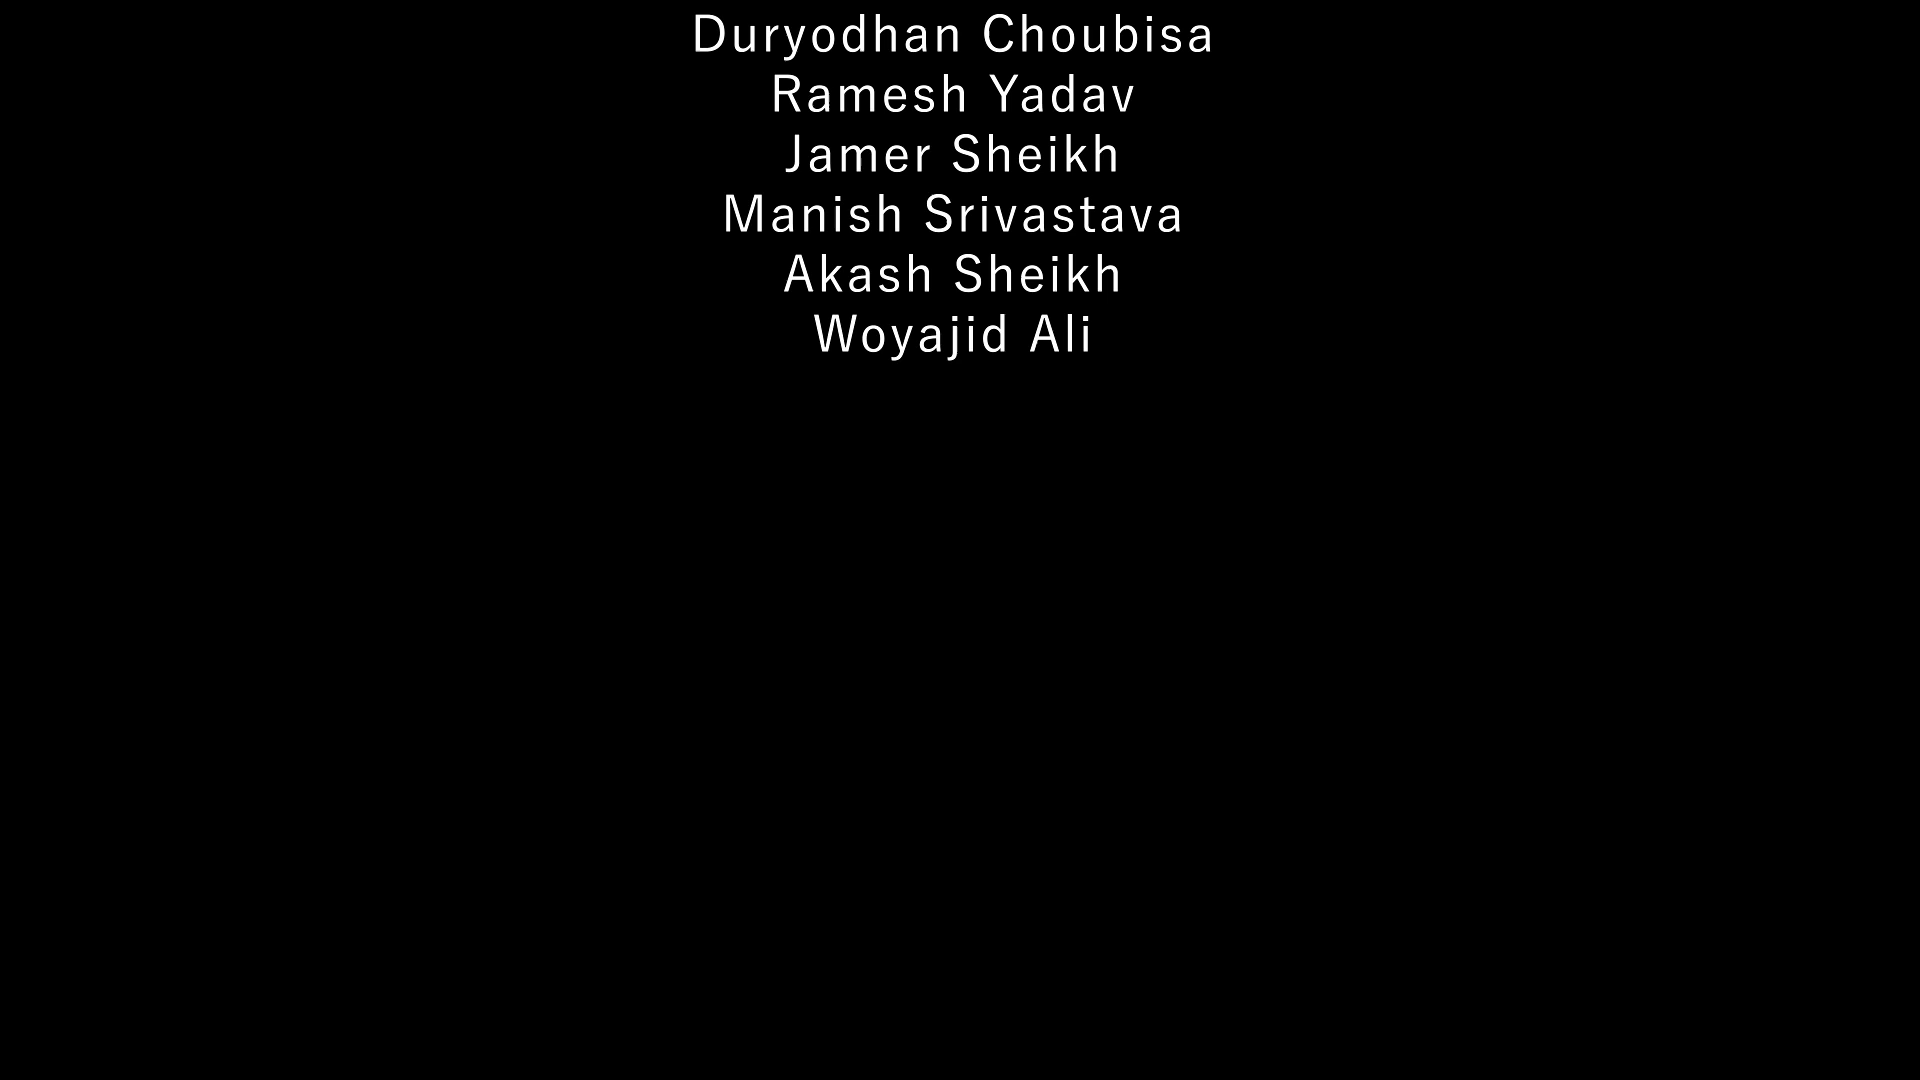 Duryodhan Choubisa
Ramesh Yadav
Jamer Sheikh
Manish Srivastava
Akash Sheikh
Woyajid Ali